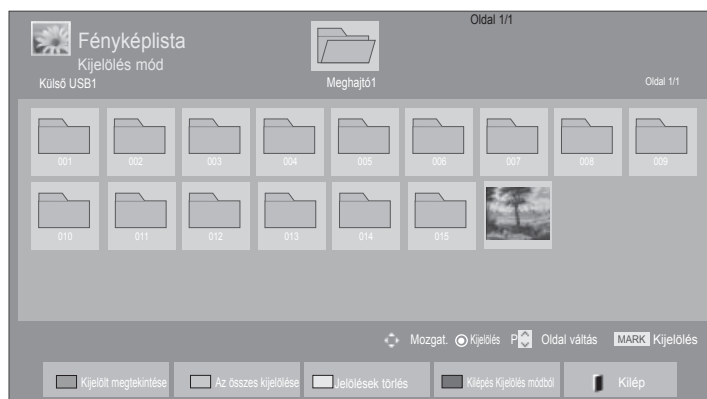 Oldal 1/1
Fényképlista
Kijelölés mód
Külső USB1
Meghajtó1
Oldal 1/1
001 002 003 004 005 006 007 008 009
010 011 012 013 014 015
Mozgat. Kijelölés P Oldal váltás MARK Kijelölés
Kijelölt megtekintése Az összes kijelölése Jelölések törlés Kilépés Kijelölés módból Kilép